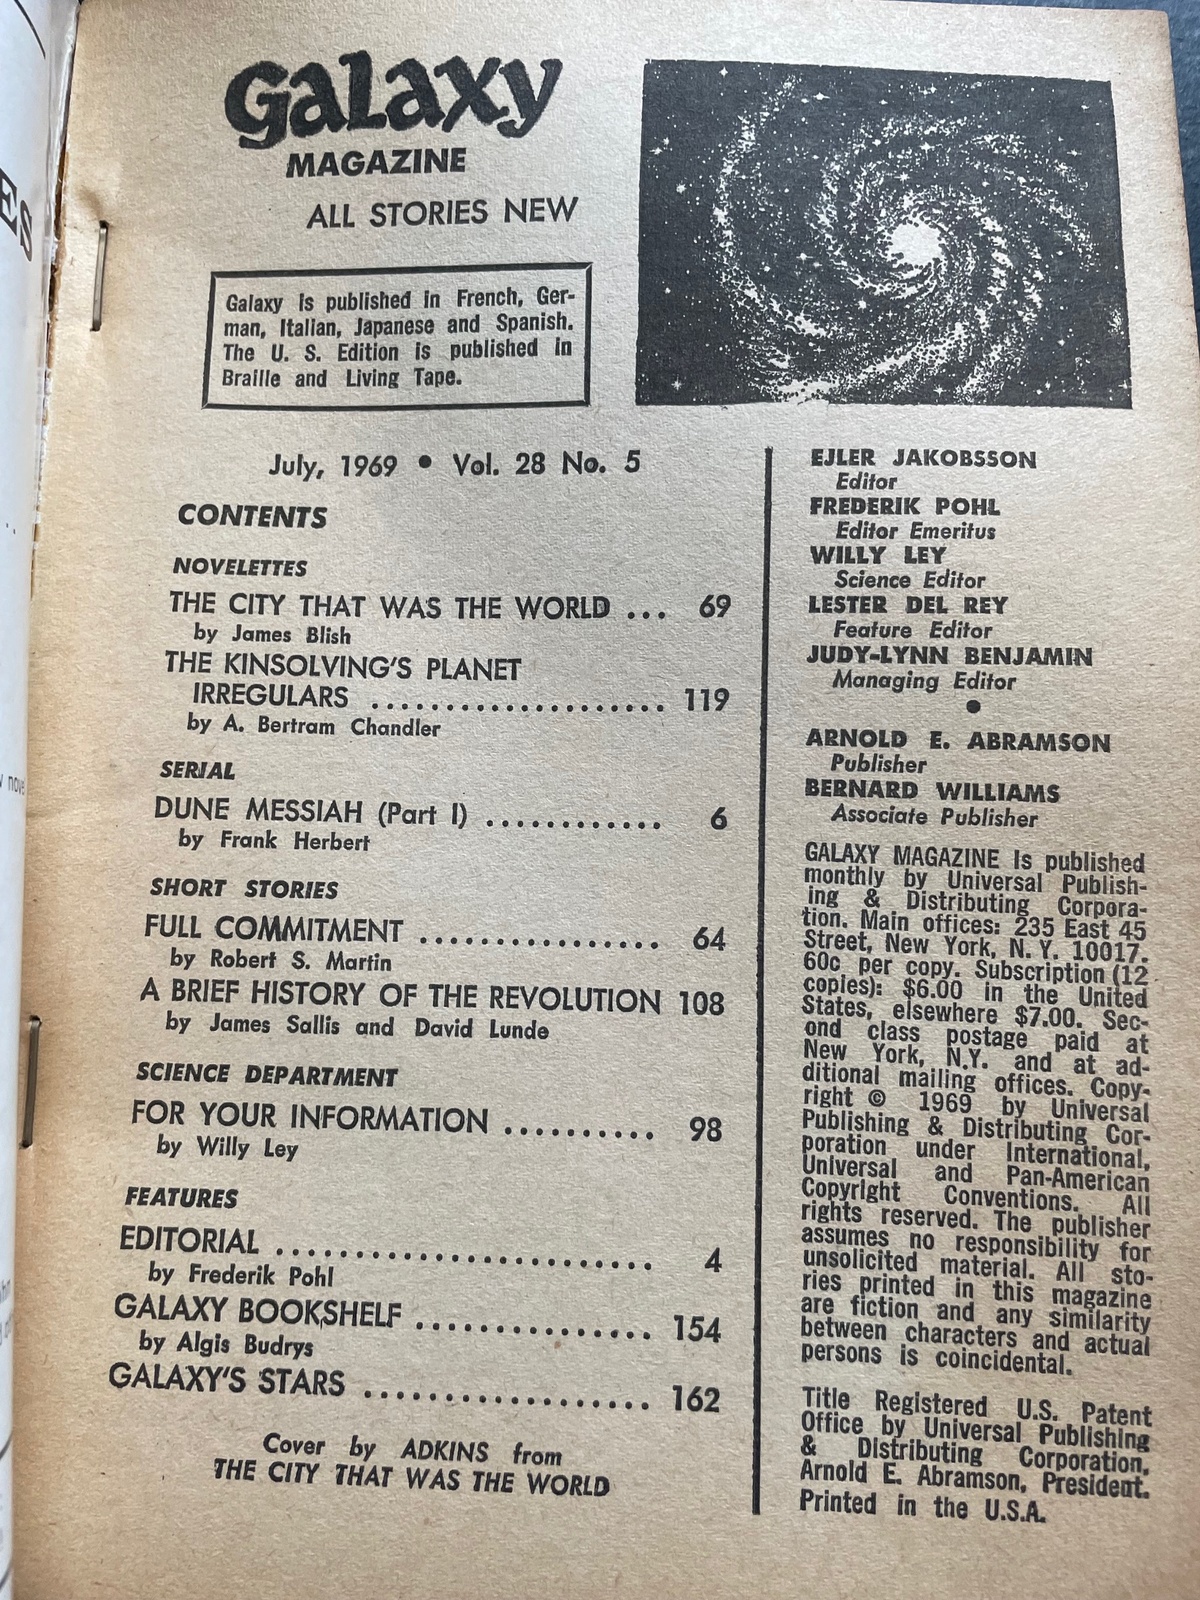 Galaxy
MAGAZINE
ALL STORIES NEW
Galaxy is published in French, Ger-
man, Italian, Japanese and Spanish.
The U. S. Edition is published in
Braille and Living Tape.
July, 1969 • Vol. 28 No. 5
CONTENTS
NOVELETTES
THE CITY THAT WAS THE WORLD ... 69
by James Blish
THE KINSOLVING'S PLANET
IRREGULARS ..................... 119
by A. Bertram Chandler
SERIAL
DUNE MESSIAH (Part I) ............ 6
by Frank Herbert
SHORT STORIES
FULL COMMITMENT ................ 64
by Robert S. Martin
A BRIEF HISTORY OF THE REVOLUTION 108
by James Sallis and David Lunde
SCIENCE DEPARTMENT
FOR YOUR INFORMATION .......... 98
by Willy Ley
FEATURES
EDITORIAL ............................ 4
by Frederik Pohl
GALAXY BOOKSHELF ............... 154
by Algis Budrys
GALAXY'S STARS .................. 162
Cover by ADKINS from
THE CITY THAT WAS THE WORLD
EJLER JAKOBSSON
Editor
FREDERIK POHL
Editor Emeritus
WILLY LEY
Science Editor
LESTER DEL REY
Feature Editor
JUDY-LYNN BENJAMIN
Managing Editor
•
ARNOLD E. ABRAMSON
Publisher
BERNARD WILLIAMS
Associate Publisher
GALAXY MAGAZINE is published
monthly by Universal Publish-
ing & Distributing Corpora-
tion. Main offices: 235 East 45
Street, New York, N. Y. 10017.
60c per copy. Subscription (12
copies): $6.00 in the United
States, elsewhere $7.00. Sec-
ond class postage paid at
New York, N.Y. and at ad-
ditional mailing offices. Copy-
right © 1969 by Universal
Publishing & Distributing Cor-
poration under International,
Universal and Pan-American
Copyright Conventions. All
rights reserved. The publisher
assumes no responsibility for
unsolicited material. All sto-
ries printed in this magazine
are fiction and any similarity
between characters and actual
persons is coincidental.
Title Registered U.S. Patent
Office by Universal Publishing
& Distributing Corporation,
Arnold E. Abramson, President.
Printed in the U.S.A.